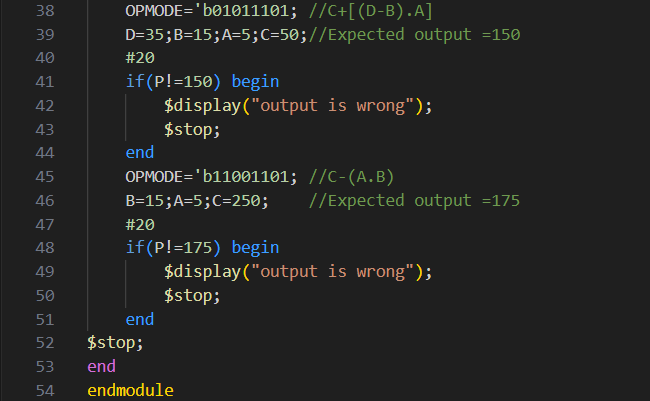 38 OPMODE='b01011101; //C+[(D-B).A]
39 D=35;B=15;A=5;C=50;//Expected output =150
40 #20
41 if(P!=150) begin
42 $display("output is wrong");
43 $stop;
44 end
45 OPMODE='b11001101; //C-(A.B)
46 B=15;A=5;C=250; //Expected output =175
47 #20
48 if(P!=175) begin
49 $display("output is wrong");
50 $stop;
51 end
52 $stop;
53 end
54 endmodule